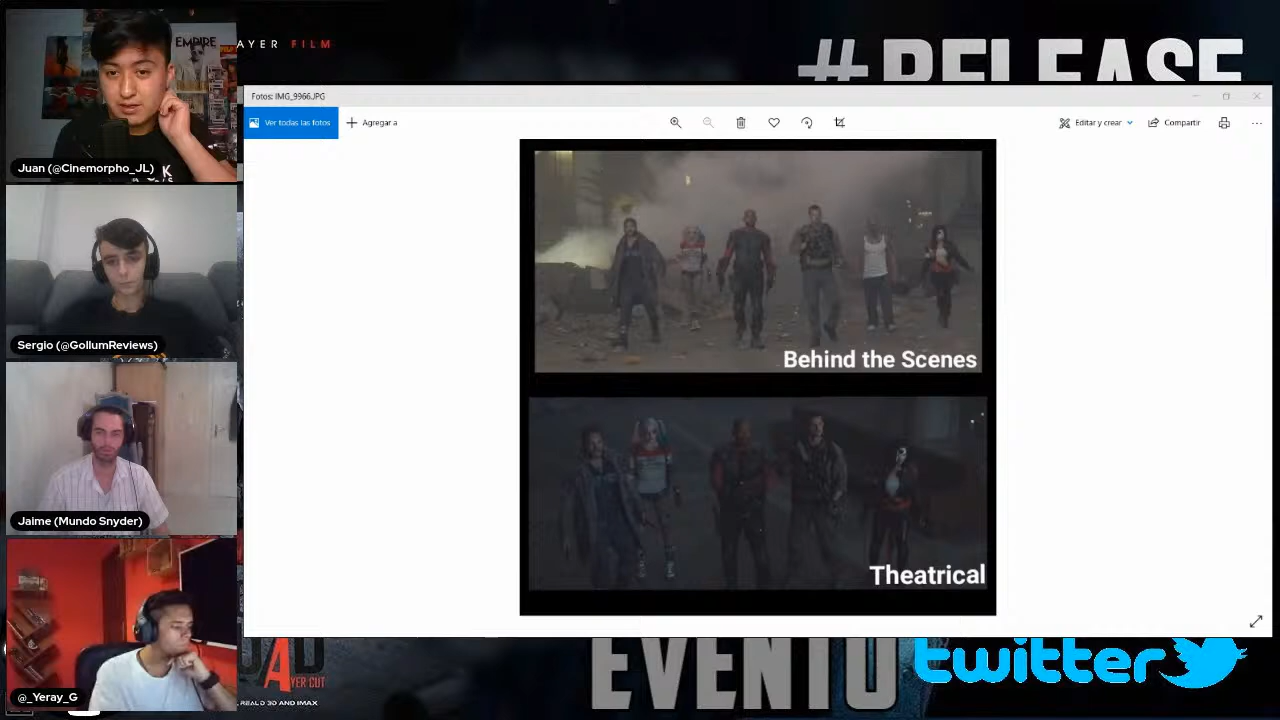 EMPIRE
AYER FILM
#RELEASE
Juan (@Cinemorpho_JL)
Sergio (@GollumReviews)
Jaime (Mundo Snyder)
@_Yeray_G
Fotos: IMG_9966.JPG
Ver todas las fotos
Agregar a
Editar y crear
Compartir
Behind the Scenes
Theatrical
AYER CUT
REALD 3D AND IMAX
EVENTO
twitter